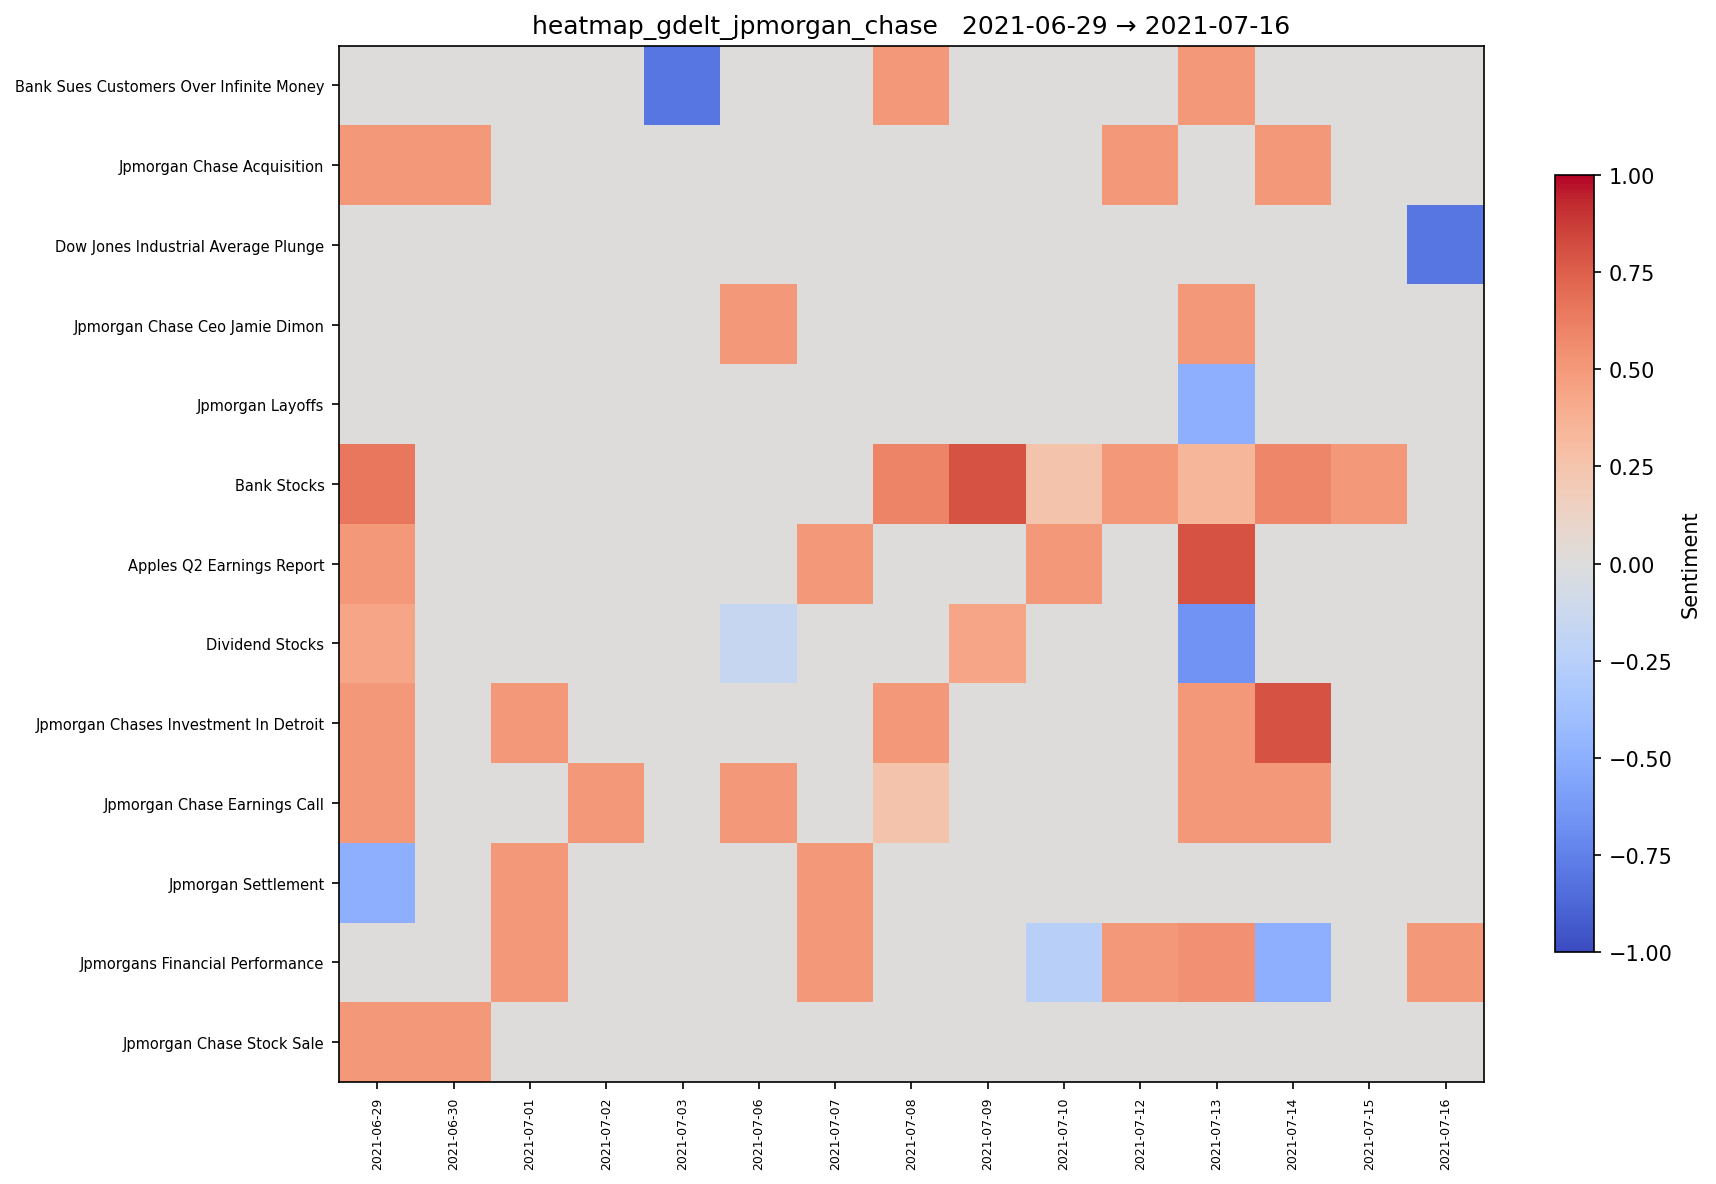 heatmap_gdelt_jpmorgan_chase   2021-06-29 → 2021-07-16
Bank Sues Customers Over Infinite Money
Jpmorgan Chase Acquisition
Dow Jones Industrial Average Plunge
Jpmorgan Chase Ceo Jamie Dimon
Jpmorgan Layoffs
Bank Stocks
Apples Q2 Earnings Report
Dividend Stocks
Jpmorgan Chases Investment In Detroit
Jpmorgan Chase Earnings Call
Jpmorgan Settlement
Jpmorgans Financial Performance
Jpmorgan Chase Stock Sale
2021-06-29
2021-06-30
2021-07-01
2021-07-02
2021-07-03
2021-07-06
2021-07-07
2021-07-08
2021-07-09
2021-07-10
2021-07-12
2021-07-13
2021-07-14
2021-07-15
2021-07-16
1.00
0.75
0.50
0.25
0.00
−0.25
−0.50
−0.75
−1.00
Sentiment